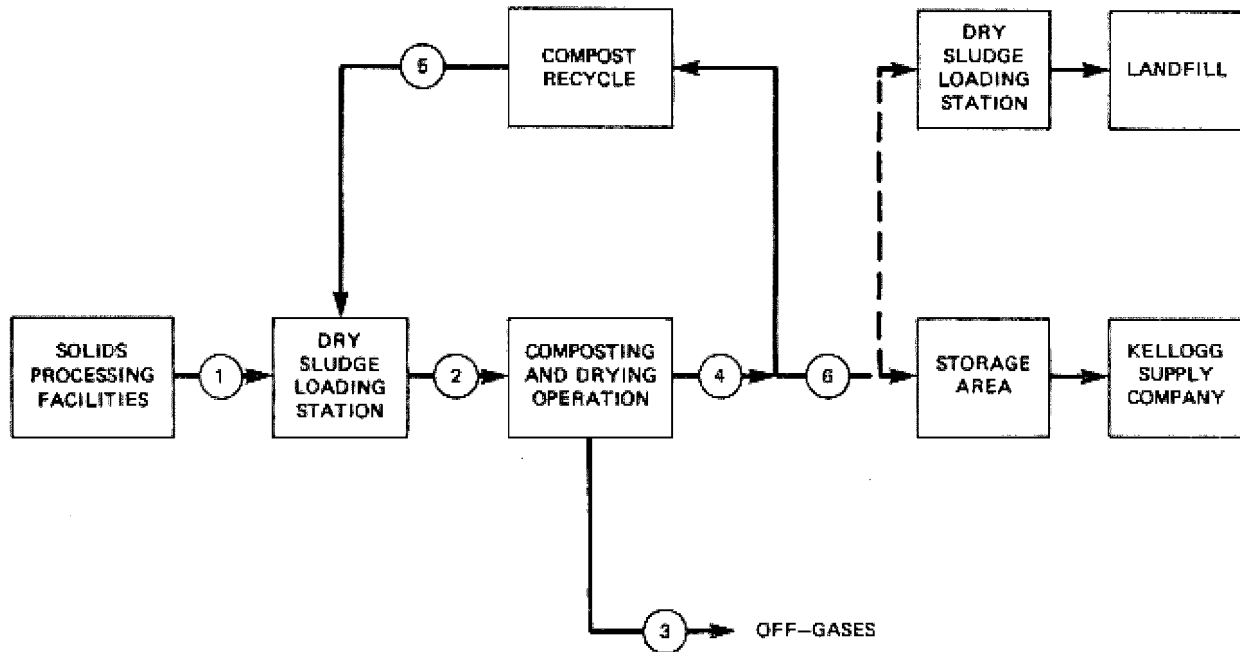 COMPOST
RECYCLE
5
DRY
SLUDGE
LOADING
STATION
LANDFILL
SOLIDS
PROCESSING
FACILITIES
1
DRY
SLUDGE
LOADING
STATION
2
COMPOSTING
AND DRYING
OPERATION
4
6
STORAGE
AREA
KELLOGG
SUPPLY
COMPANY
3
OFF-GASES